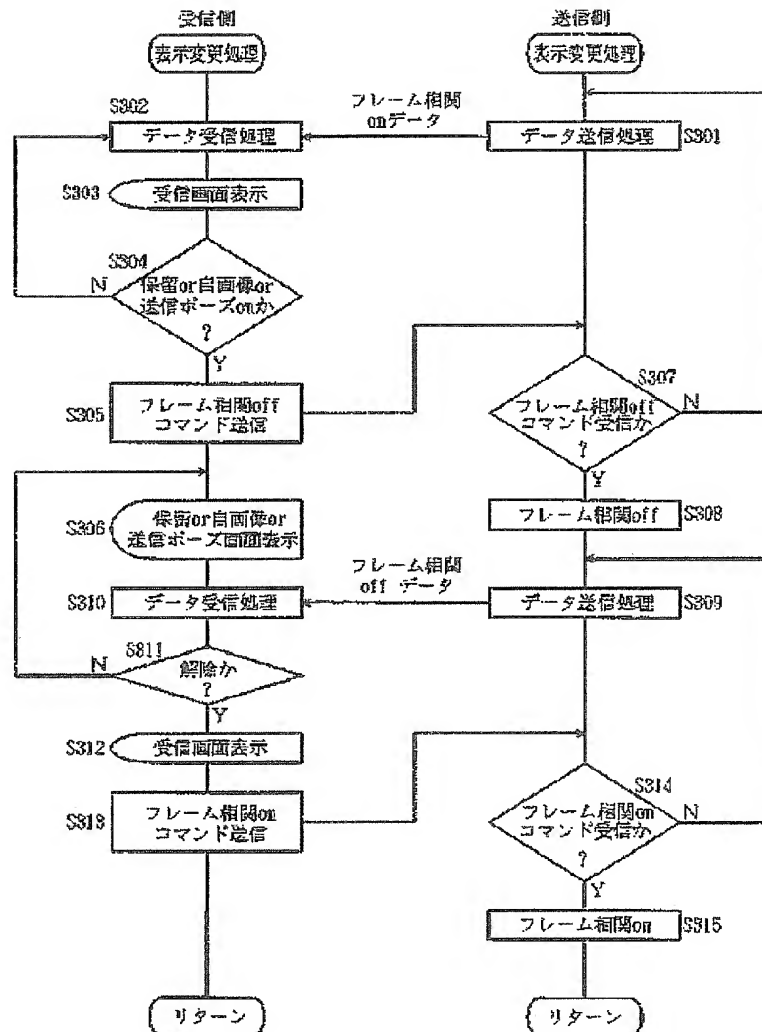 受信側
送信側
表示変更処理
表示変更処理
S302
フレーム相関
onデータ
データ受信処理
データ送信処理
S301
S303
受信画面表示
S304
N
保留or自画像or
送信ポーズonか
?
Y
S307
S305
フレーム相関off
コマンド送信
フレーム相関off
コマンド受信か
?
N
Y
S306
保留or自画像or
送信ポーズ画面表示
フレーム相関off
S308
フレーム相関
off データ
S310
データ受信処理
データ送信処理
S309
S311
N
解除か
?
Y
S312
受信画面表示
S314
S313
フレーム相関on
コマンド送信
フレーム相関on
コマンド受信か
?
N
Y
フレーム相関on
S315
リターン
リターン